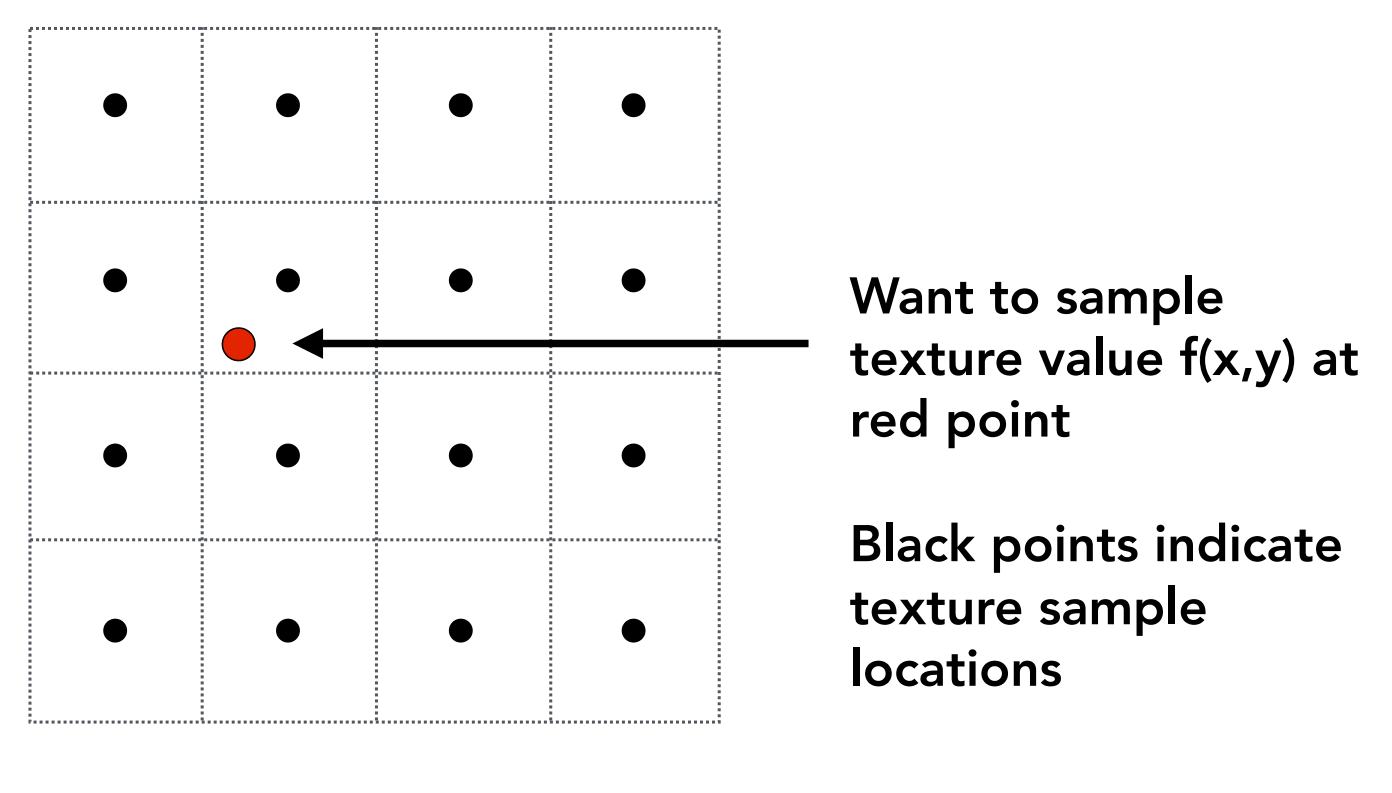 Want to sample
texture value f(x,y) at
red point
Black points indicate
texture sample
locations